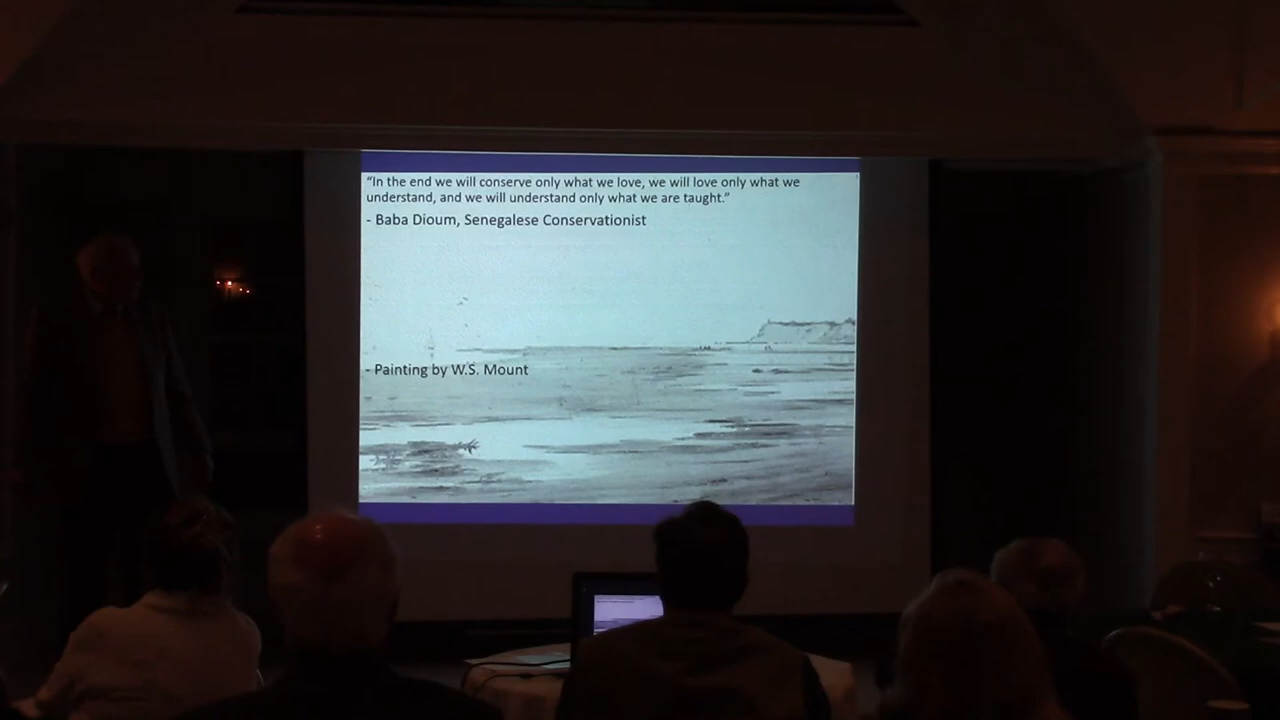 “In the end we will conserve only what we love, we will love only what we
understand, and we will understand only what we are taught.”
- Baba Dioum, Senegalese Conservationist
- Painting by W.S. Mount